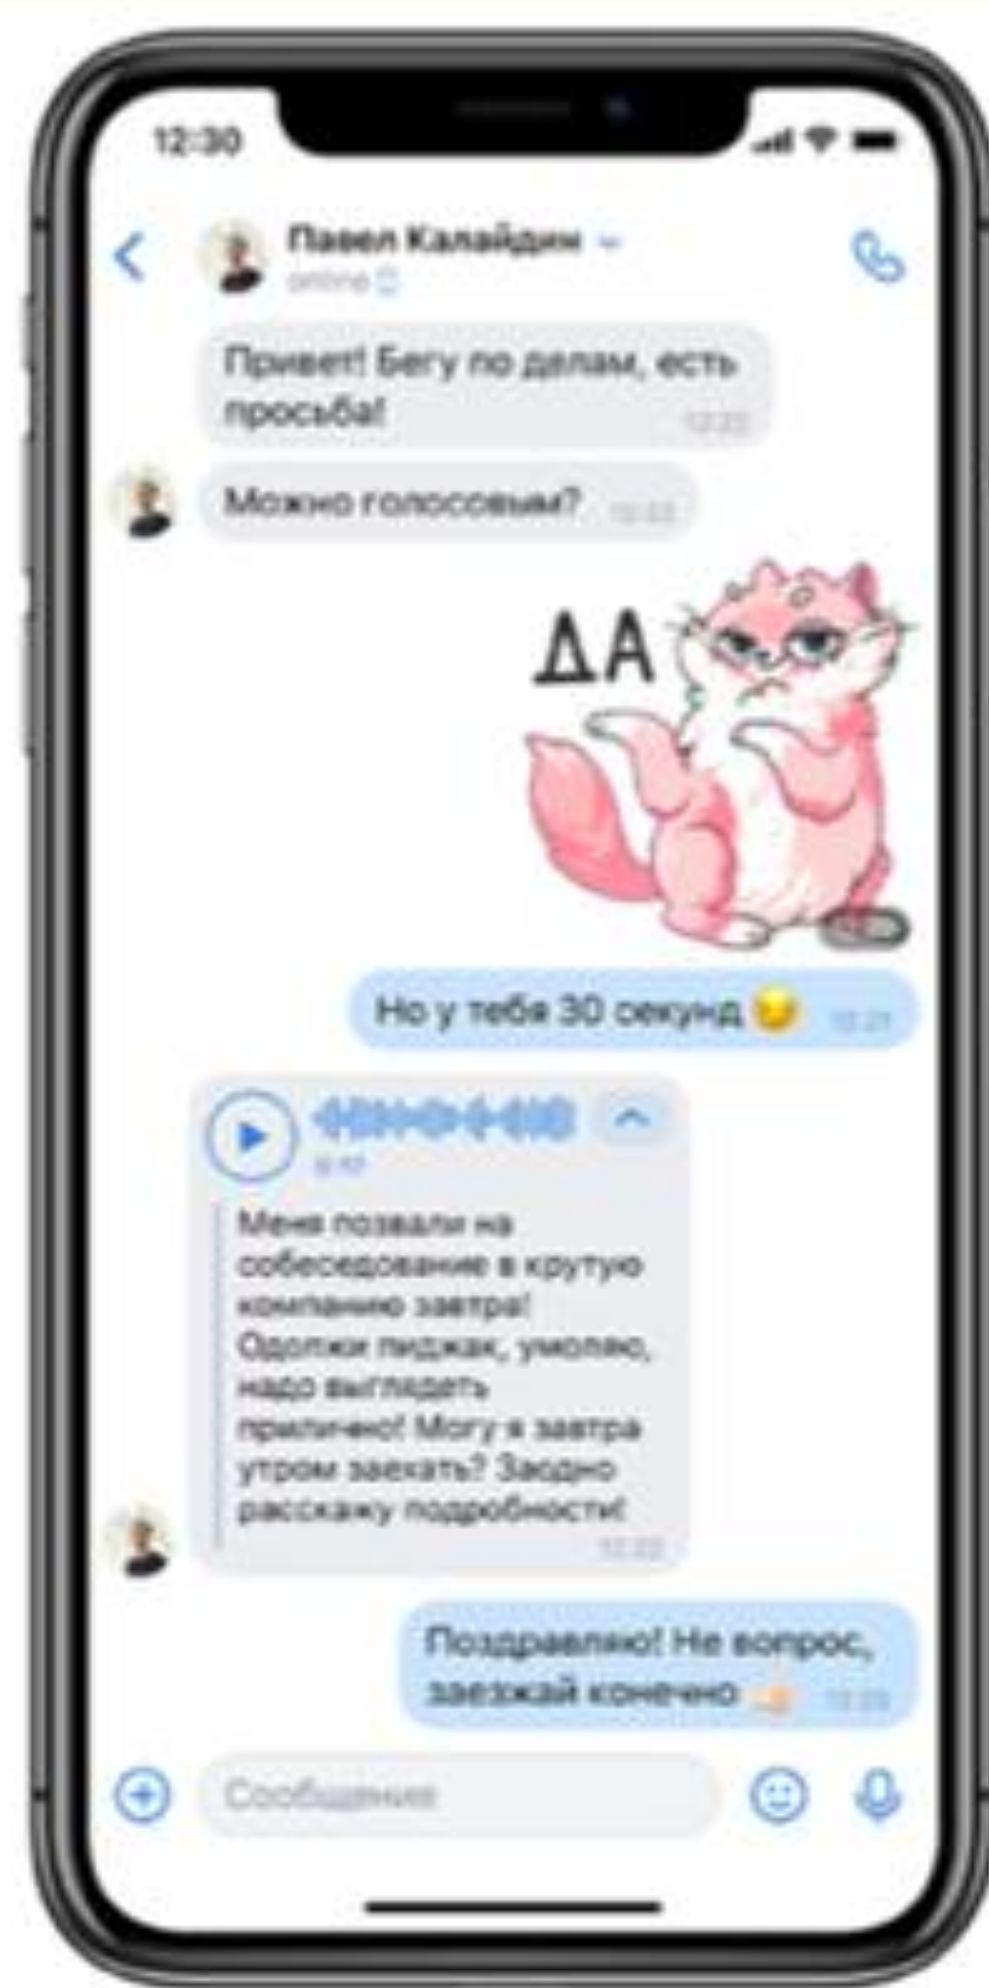 12:30
Павел Калайдин
online
Привет! Бегу по делам, есть
просьба!
Можно голосовым?
ДА
Но у тебя 30 секунд
Меня позвали на
собеседование в крутую
компанию завтра!
Одолжи пиджак, умоляю,
надо выглядеть
прилично! Могу я завтра
утром заехать? Заодно
расскажу подробности!
12:22
Поздравляю! Не вопрос,
заезжай конечно
Сообщение